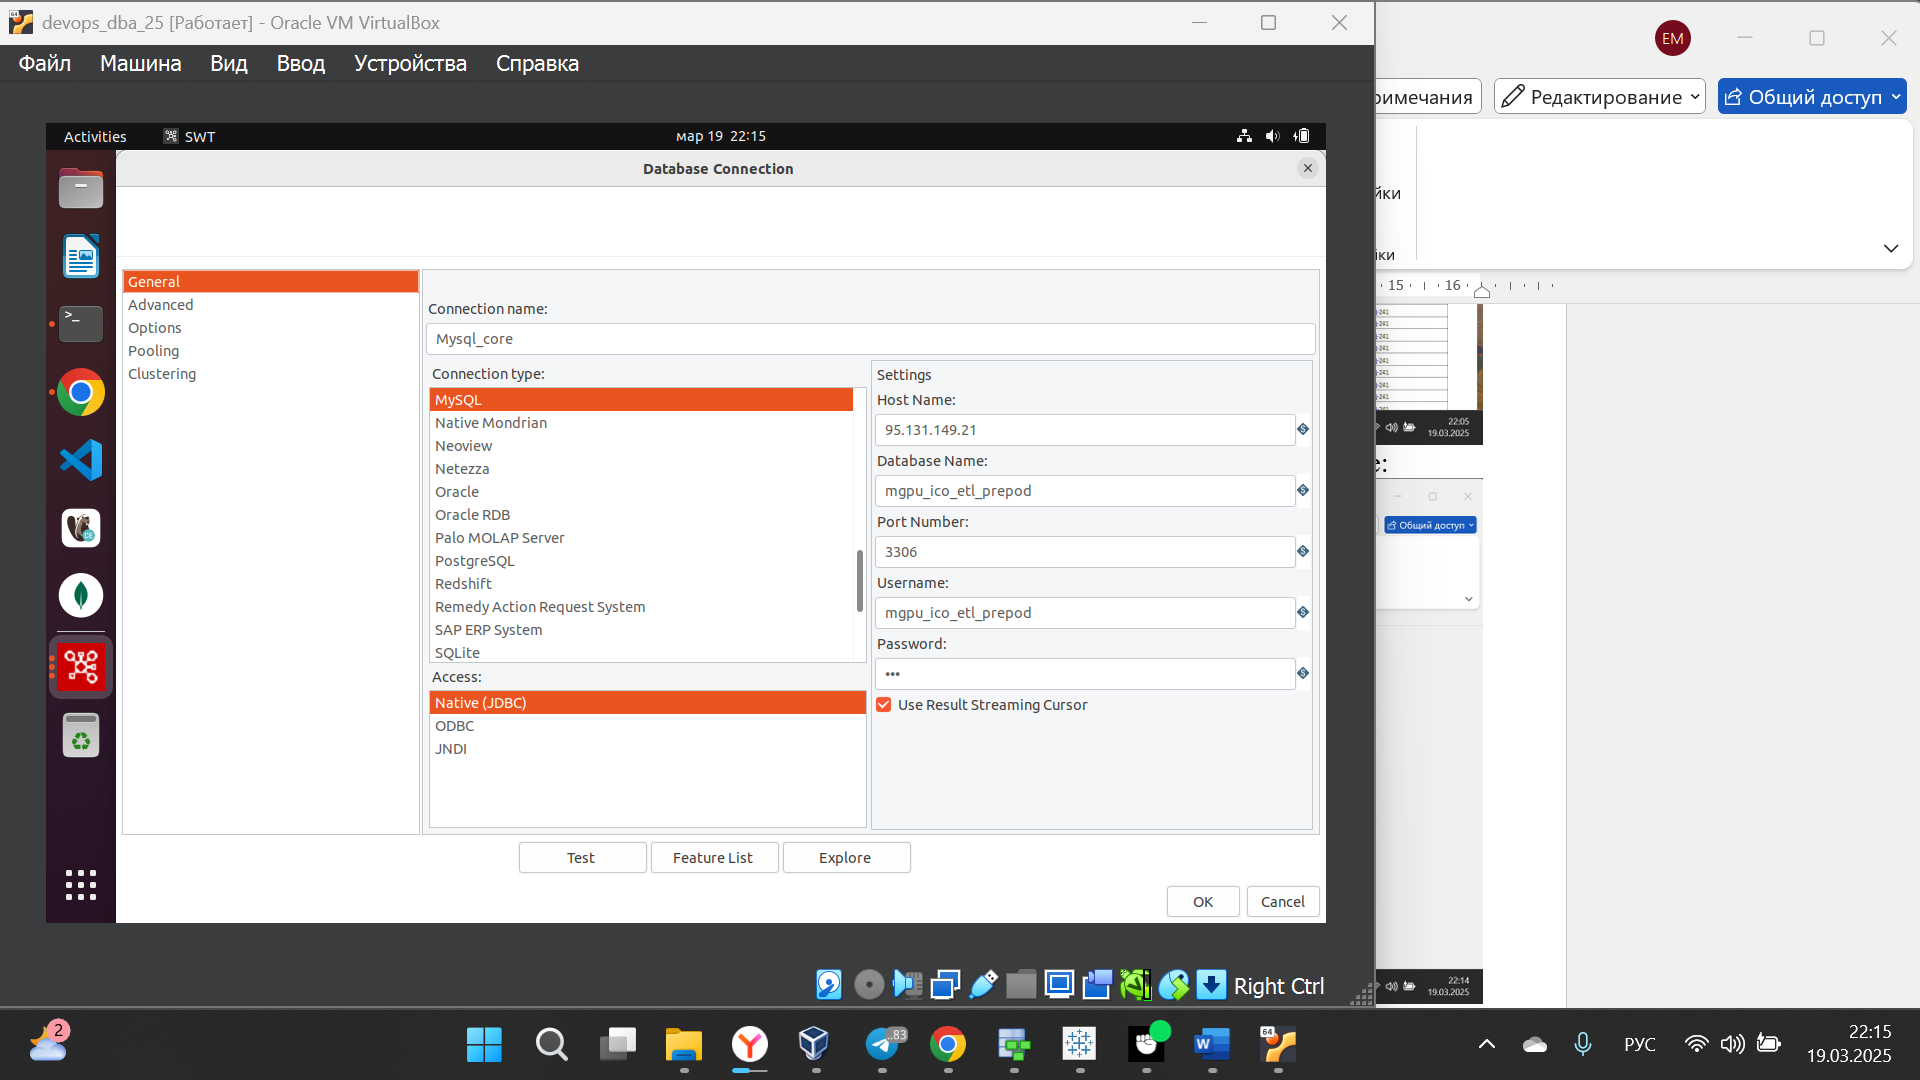 devops_dba_25 [Работает] - Oracle VM VirtualBox
Файл Машина Вид Ввод Устройства Справка
Activities SWT мар 19 22:15
Database Connection
General
Advanced
Options
Pooling
Clustering
Connection name:
Mysql_core
Connection type:
MySQL
Native Mondrian
Neoview
Netezza
Oracle
Oracle RDB
Palo MOLAP Server
PostgreSQL
Redshift
Remedy Action Request System
SAP ERP System
SQLite
Access:
Native (JDBC)
ODBC
JNDI
Settings
Host Name:
95.131.149.21
Database Name:
mgpu_ico_etl_prepod
Port Number:
3306
Username:
mgpu_ico_etl_prepod
Password:
•••
Use Result Streaming Cursor
Test Feature List Explore
OK Cancel
Right Ctrl
EM
римечания Редактирование Общий доступ
йки
ки
15 16
22:05
19.03.2025
е:
Общий доступ
22:14
19.03.2025
2
64
.83
64
РУС
22:15
19.03.2025